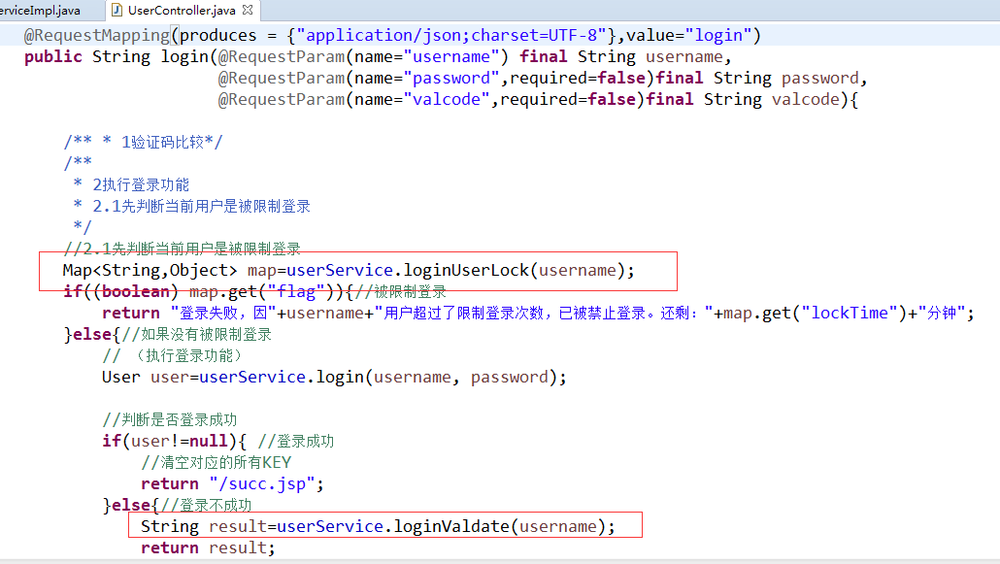 erviceImpl.java UserController.java
@RequestMapping(produces = {"application/json;charset=UTF-8"},value="login")
public String login(@RequestParam(name="username") final String username,
@RequestParam(name="password",required=false)final String password,
@RequestParam(name="valcode",required=false)final String valcode){
/** * 1验证码比较*/
/**
* 2执行登录功能
* 2.1先判断当前用户是被限制登录
*/
//2.1先判断当前用户是被限制登录
Map<String,Object> map=userService.loginUserLock(username);
if((boolean) map.get("flag")){//被限制登录
return "登录失败，因"+username+"用户超过了限制登录次数，已被禁止登录。还剩："+map.get("lockTime")+"分钟";
}else{//如果没有被限制登录
// （执行登录功能）
User user=userService.login(username, password);
//判断是否登录成功
if(user!=null){ //登录成功
//清空对应的所有KEY
return "/succ.jsp";
}else{//登录不成功
String result=userService.loginValdate(username);
return result;